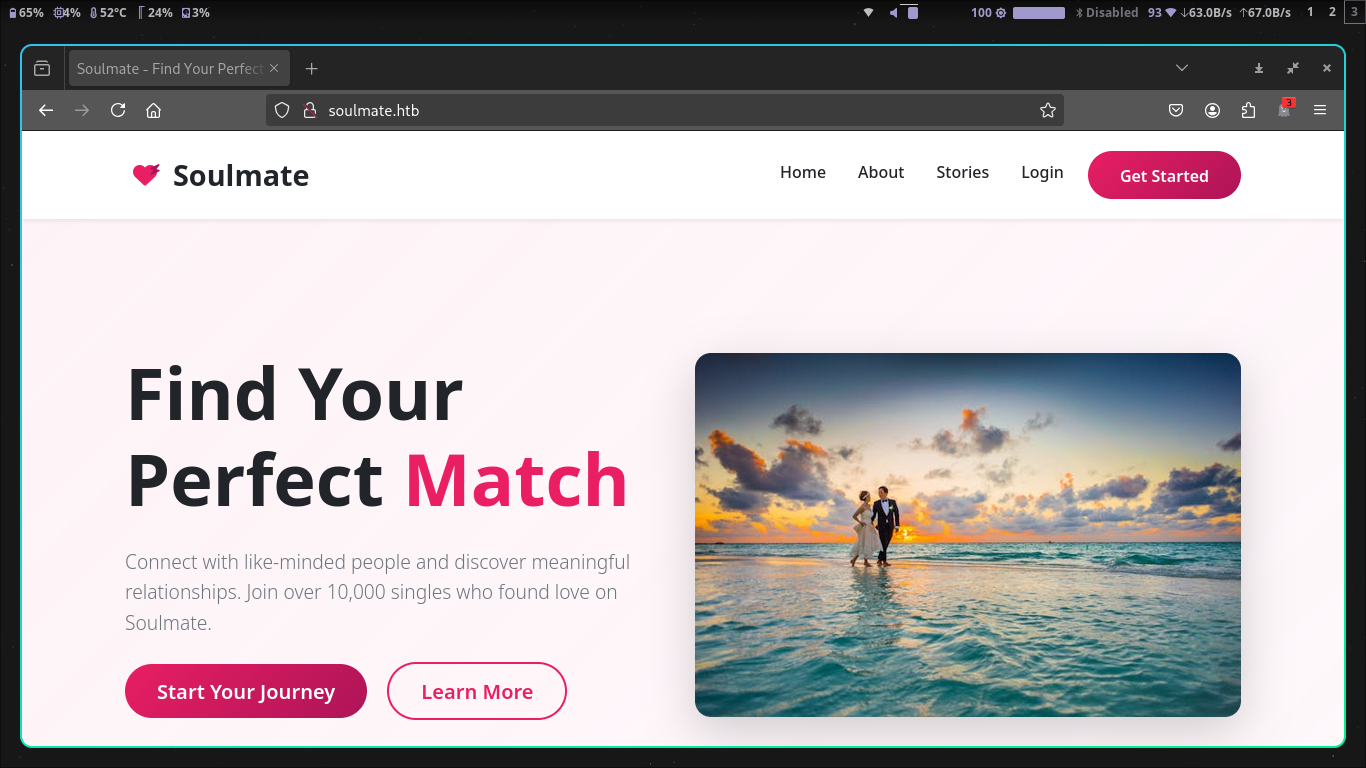 65% 4% 52°C 24% 3% 100 Disabled 93 ↓63.0B/s ↑67.0B/s 1 2 3
Soulmate - Find Your Perfect
soulmate.htb
3
Soulmate
Home About Stories Login Get Started
Find Your
Perfect Match
Connect with like-minded people and discover meaningful
relationships. Join over 10,000 singles who found love on
Soulmate.
Start Your Journey Learn More